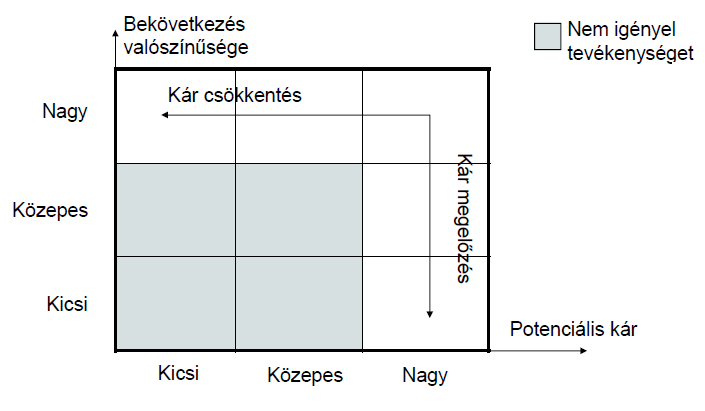 Bekövetkezés
valószínűsége
Nem igényel
tevékenységet
Nagy
Kár csökkentés
Közepes
Kár megelőzés
Kicsi
Potenciális kár
Kicsi
Közepes
Nagy